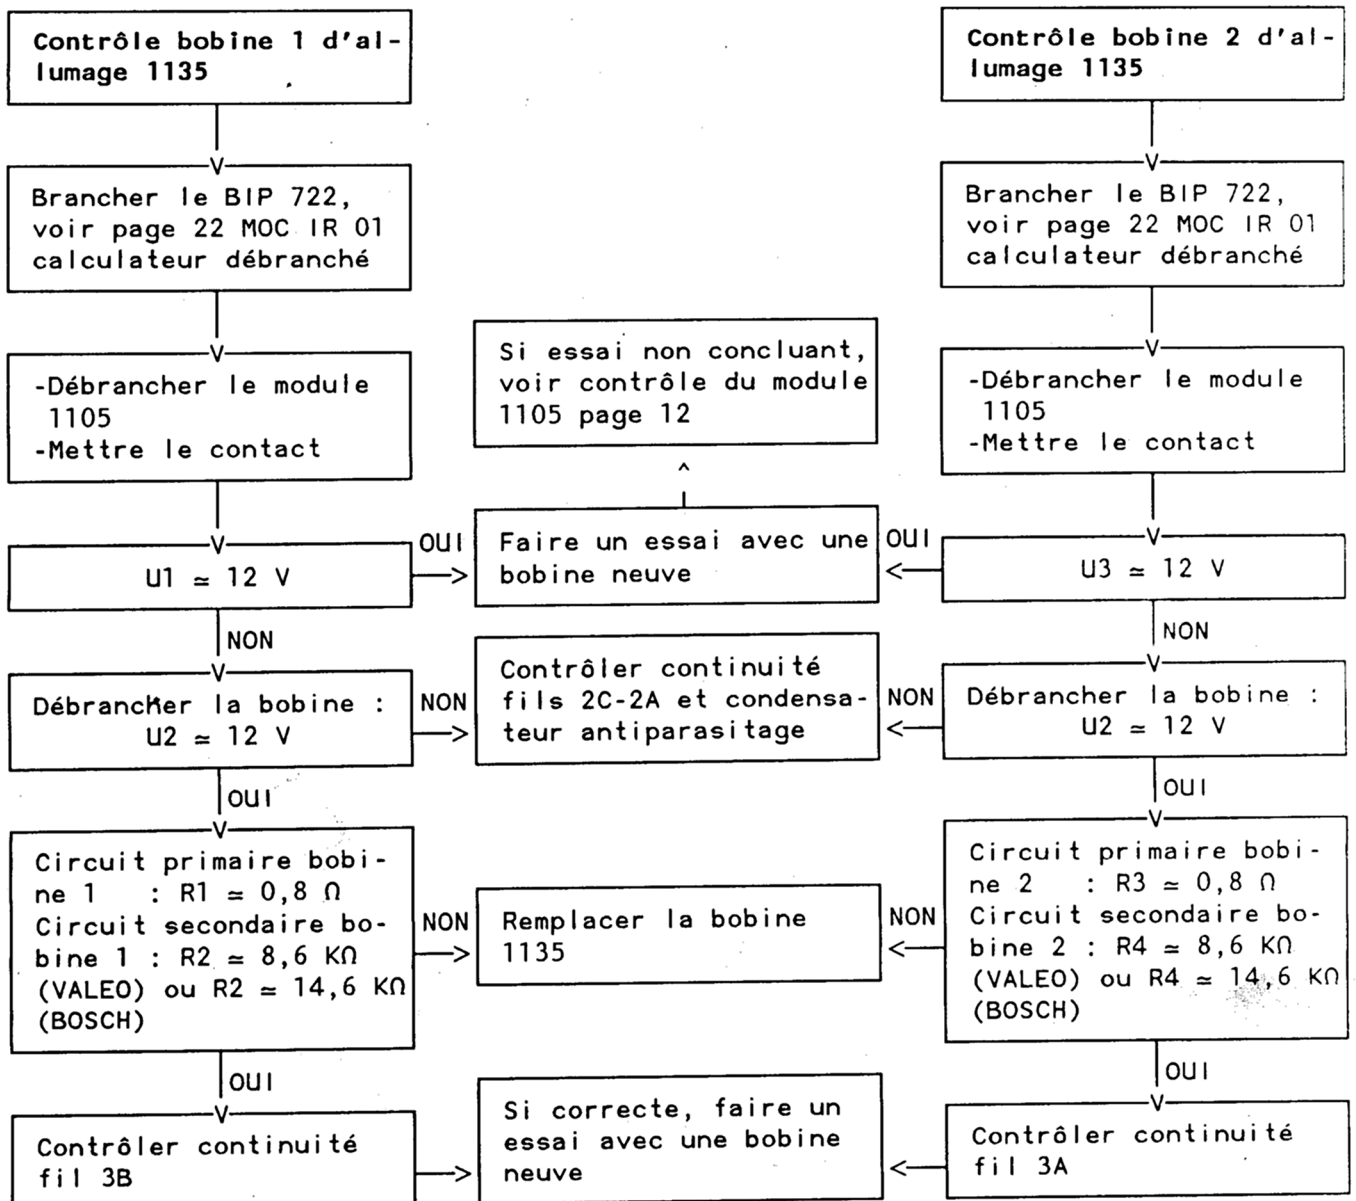 Contrôle bobine 1 d'al-
lumage 1135
Brancher le BIP 722,
voir page 22 MOC IR 01
calculateur débranché
-Débrancher le module
1105
-Mettre le contact
U1 ≃ 12 V
OUI
NON
Débrancher la bobine :
U2 ≃ 12 V
NON
OUI
Circuit primaire bobi-
ne 1 : R1 ≃ 0,8 Ω
Circuit secondaire bo-
bine 1 : R2 ≃ 8,6 KΩ
(VALEO) ou R2 ≃ 14,6 KΩ
(BOSCH)
NON
OUI
Contrôler continuité
fil 3B
Si essai non concluant,
voir contrôle du module
1105 page 12
Faire un essai avec une
bobine neuve
Contrôler continuité
fils 2C-2A et condensa-
teur antiparasitage
Remplacer la bobine
1135
Si correcte, faire un
essai avec une bobine
neuve
Contrôle bobine 2 d'al-
lumage 1135
Brancher le BIP 722,
voir page 22 MOC IR 01
calculateur débranché
-Débrancher le module
1105
-Mettre le contact
OUI
U3 ≃ 12 V
NON
Débrancher la bobine :
U2 ≃ 12 V
NON
OUI
Circuit primaire bobi-
ne 2 : R3 ≃ 0,8 Ω
Circuit secondaire bo-
bine 2 : R4 ≃ 8,6 KΩ
(VALEO) ou R4 ≃ 14,6 KΩ
(BOSCH)
NON
OUI
Contrôler continuité
fil 3A